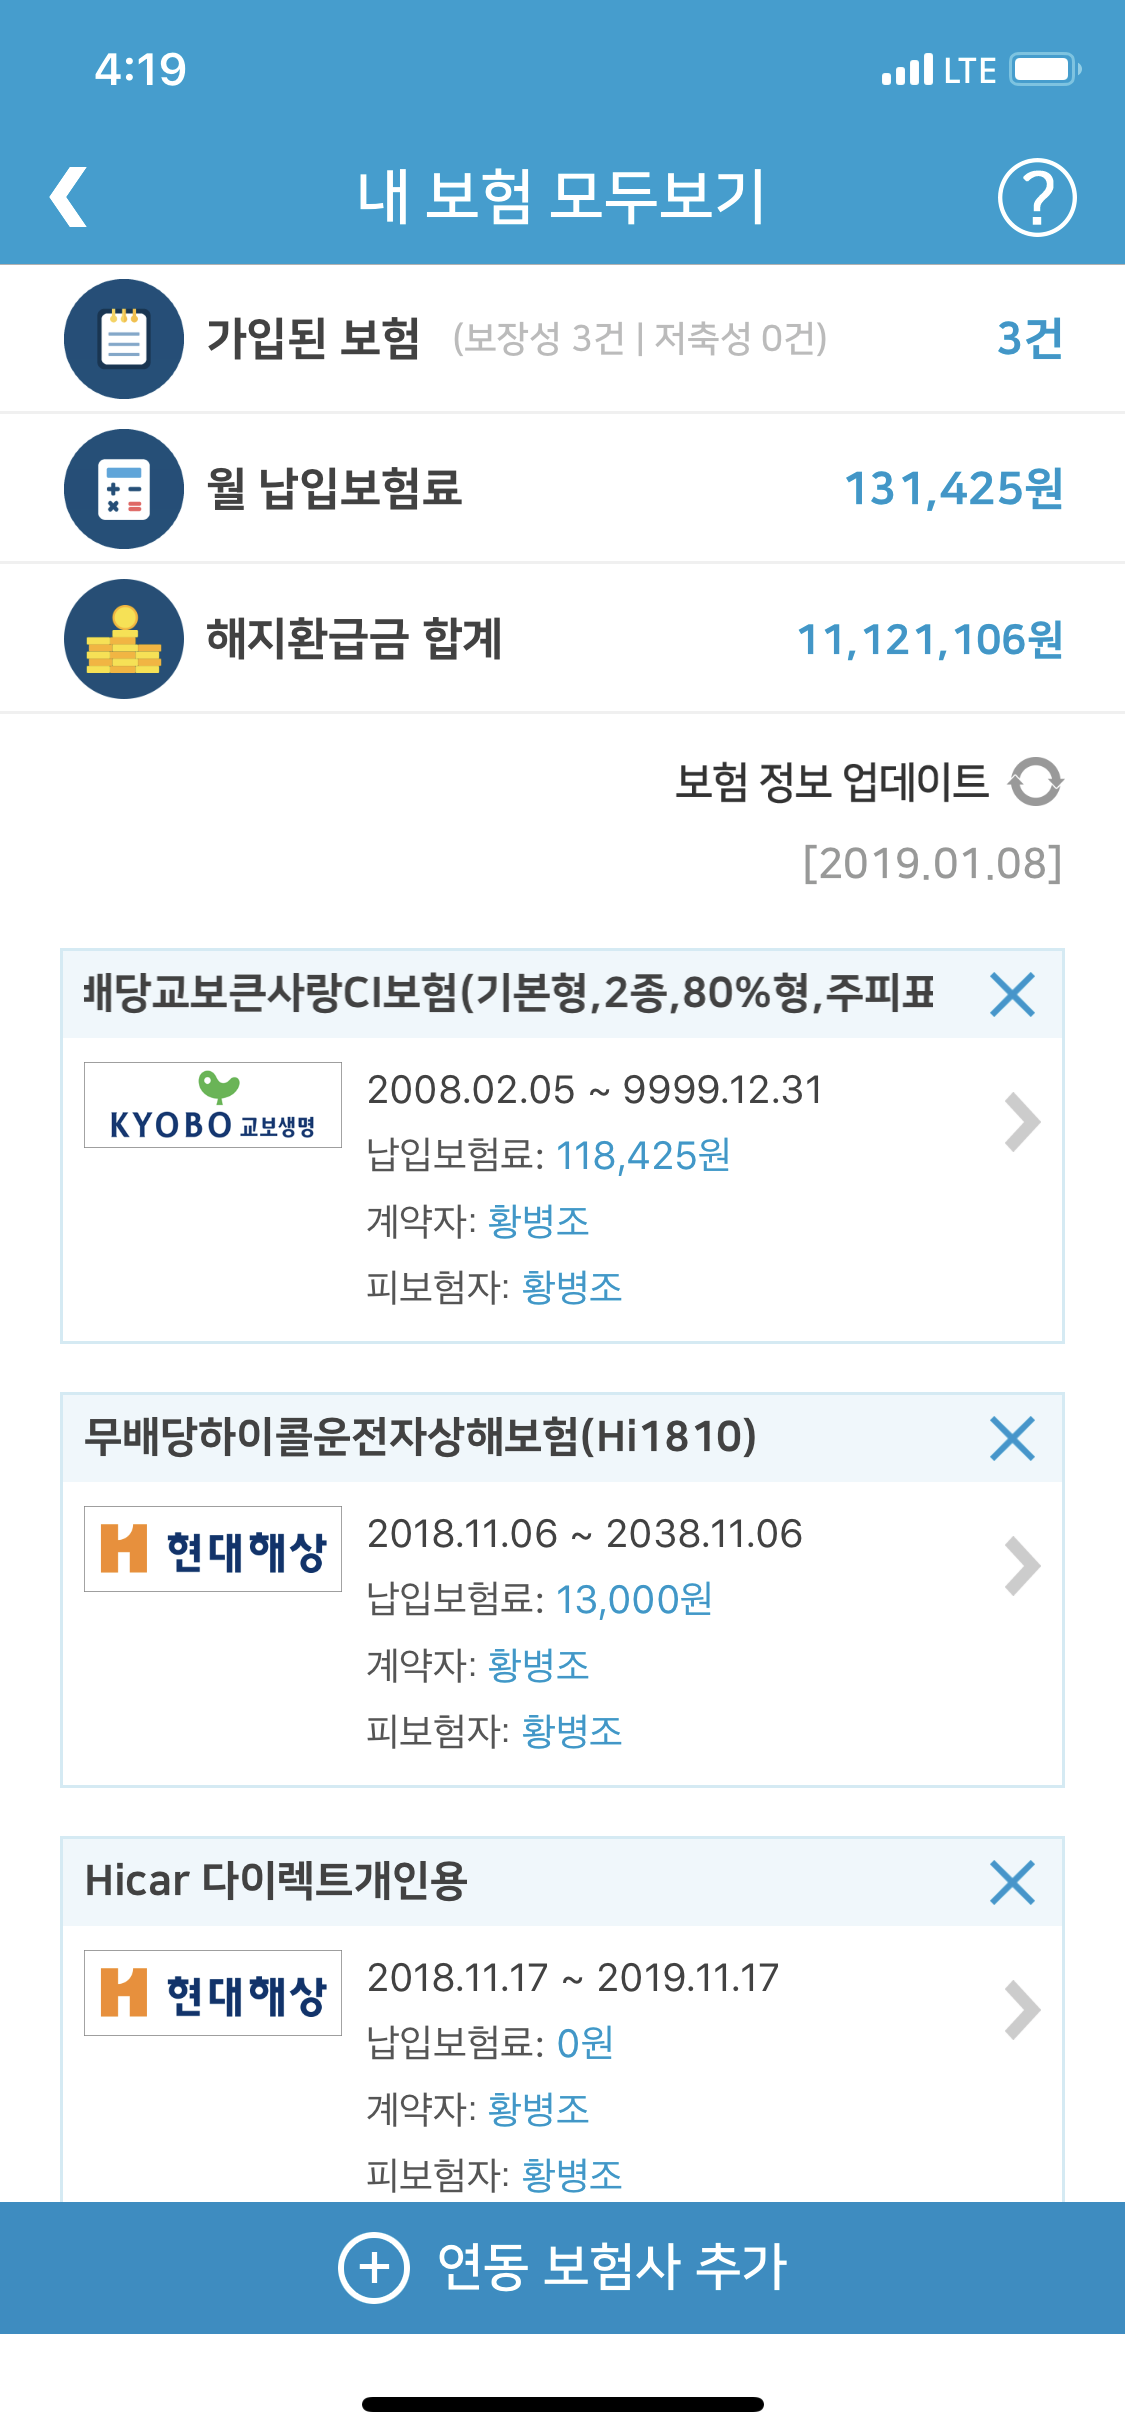 4:19 LTE
내 보험 모두보기 ?
가입된 보험 (보장성 3건 | 저축성 0건) 3건
월 납입보험료 131,425원
해지환급금 합계 11,121,106원
보험 정보 업데이트
[2019.01.08]
배당교보큰사랑CI보험(기본형,2종,80%형,주피표
KYOBO 교보생명
2008.02.05 ~ 9999.12.31
납입보험료: 118,425원
계약자: 황병조
피보험자: 황병조
무배당하이콜운전자상해보험(Hi1810)
현대해상
2018.11.06 ~ 2038.11.06
납입보험료: 13,000원
계약자: 황병조
피보험자: 황병조
Hicar 다이렉트개인용
현대해상
2018.11.17 ~ 2019.11.17
납입보험료: 0원
계약자: 황병조
피보험자: 황병조
연동 보험사 추가